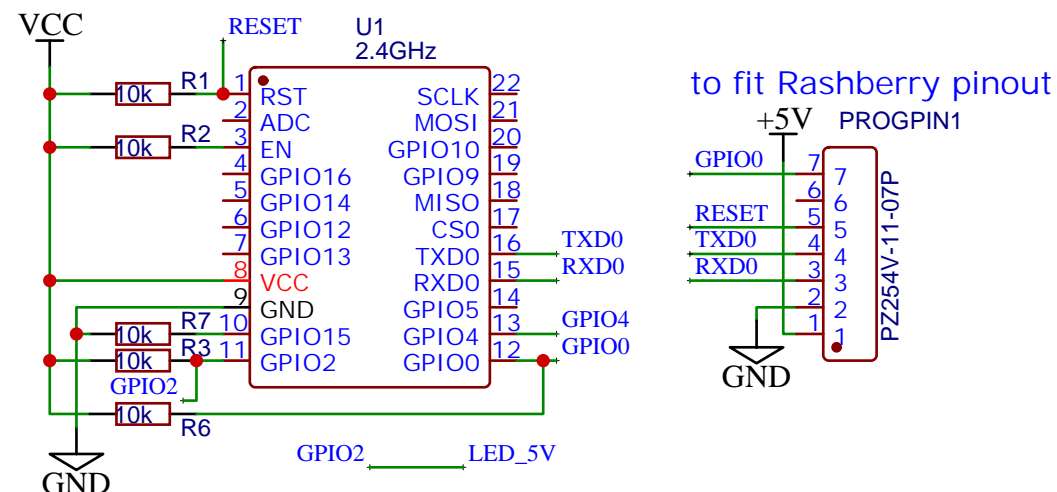 VCC
RESET
U1
2.4GHz
10k R1
10k R2
1 RST
2 ADC
3 EN
4 GPIO16
5 GPIO14
6 GPIO12
7 GPIO13
8 VCC
9 GND
10 GPIO15
11 GPIO2
22 SCLK
21 MOSI
20 GPIO10
19 GPIO9
18 MISO
17 CS0
16 TXD0
15 RXD0
14 GPIO5
13 GPIO4
12 GPIO0
TXD0
RXD0
GPIO4
GPIO0
10k R7
10k R3
GPIO2
10k R6
GND
GPIO2 LED_5V
to fit Rashberry pinout
+5V PROGPIN1
GPIO0 7 7
6 6
RESET 5 5
TXD0 4 4
RXD0 3 3
2 2
1 1
PZ254V-11-07P
GND